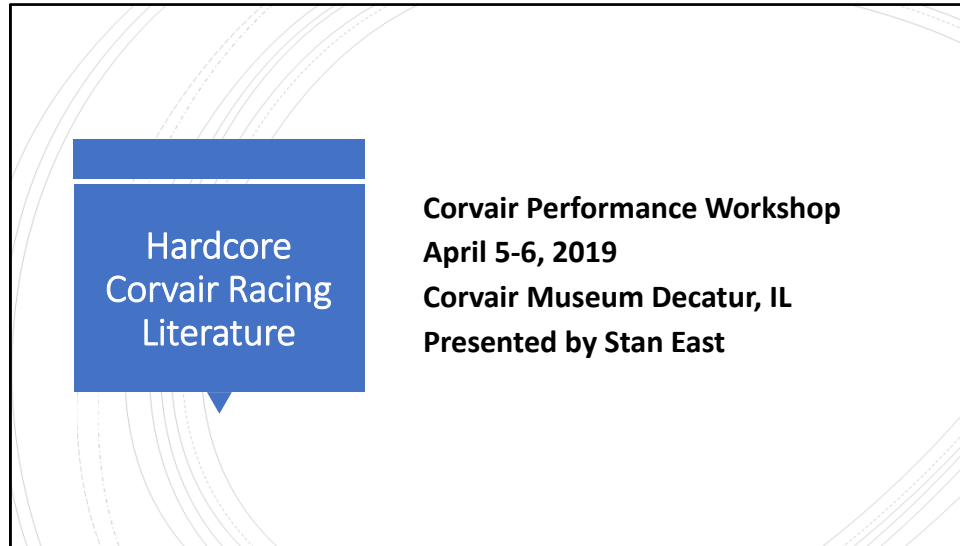 Hardcore
Corvair Racing
Literature
Corvair Performance Workshop
April 5-6, 2019
Corvair Museum Decatur, IL
Presented by Stan East